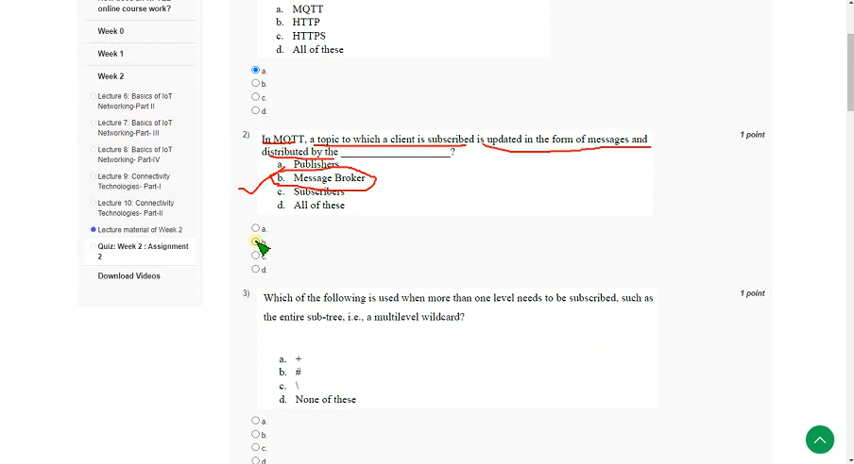 online course work?
Week 0
Week 1
Week 2
Lecture 6: Basics of IoT
Networking-Part II
Lecture 7: Basics of IoT
Networking-Part- III
Lecture 8: Basics of IoT
Networking- Part-IV
Lecture 9: Connectivity
Technologies- Part-I
Lecture 10: Connectivity
Technologies- Part-II
Lecture material of Week 2
Quiz: Week 2 : Assignment
2
Download Videos
a. MQTT
b. HTTP
c. HTTPS
d. All of these
a.
b.
c.
d.
2) In MQTT, a topic to which a client is subscribed is updated in the form of messages and 1 point
distributed by the ____________________?
a. Publishers
b. Message Broker
c. Subscribers
d. All of these
a.
b.
c.
d.
3) Which of the following is used when more than one level needs to be subscribed, such as 1 point
the entire sub-tree, i.e., a multilevel wildcard?
a. +
b. #
c. \
d. None of these
a.
b.
c.
d.